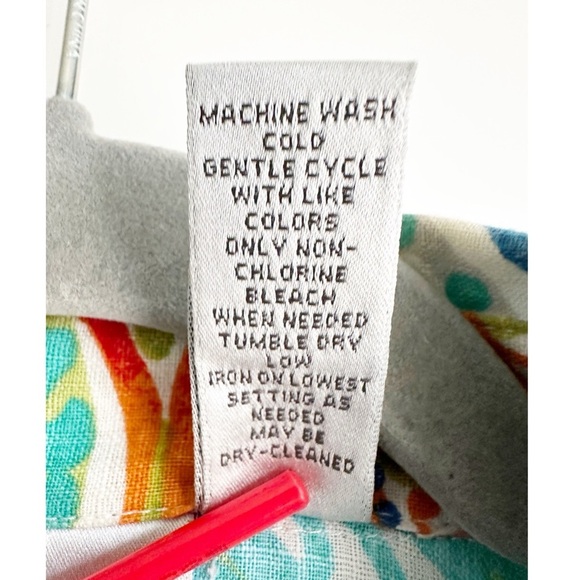 MACHINE WASH
COLD
GENTLE CYCLE
WITH LIKE
COLORS
ONLY NON-
CHLORINE
BLEACH
WHEN NEEDED
TUMBLE DRY
LOW
IRON ON LOWEST
SETTING AS
NEEDED
MAY BE
DRY-CLEANED